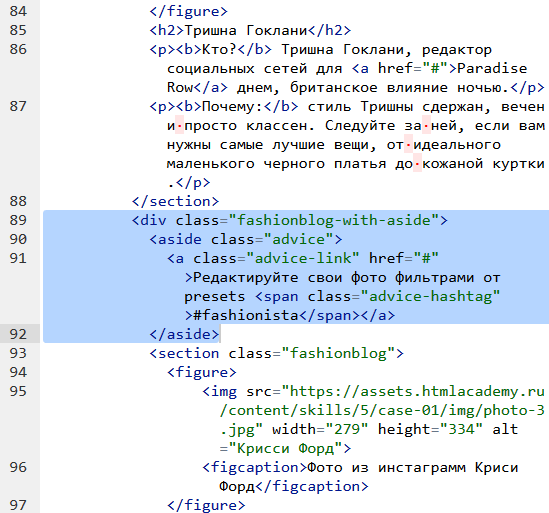 84 </figure>
85 <h2>Тришна Гоклани</h2>
86 <p><b>Кто?</b> Тришна Гоклани, редактор
социальных сетей для <a href="#">Paradise
Row</a> днем, британское влияние ночью.</p>
87 <p><b>Почему:</b> стиль Тришны сдержан, вечен
и·просто классен. Следуйте за·ней, если вам
нужны самые лучшие вещи, от·идеального
маленького черного платья до·кожаной куртки
.</p>
88 </section>
89 <div class="fashionblog-with-aside">
90 <aside class="advice">
91 <a class="advice-link" href="#"
>Редактируйте свои фото фильтрами от
presets <span class="advice-hashtag"
>#fashionista</span></a>
92 </aside>
93 <section class="fashionblog">
94 <figure>
95 <img src="https://assets.htmlacademy.ru
/content/skills/5/case-01/img/photo-3
.jpg" width="279" height="334" alt
="Крисси Форд">
96 <figcaption>Фото из инстаграмм Криси
Форд</figcaption>
97 </figure>